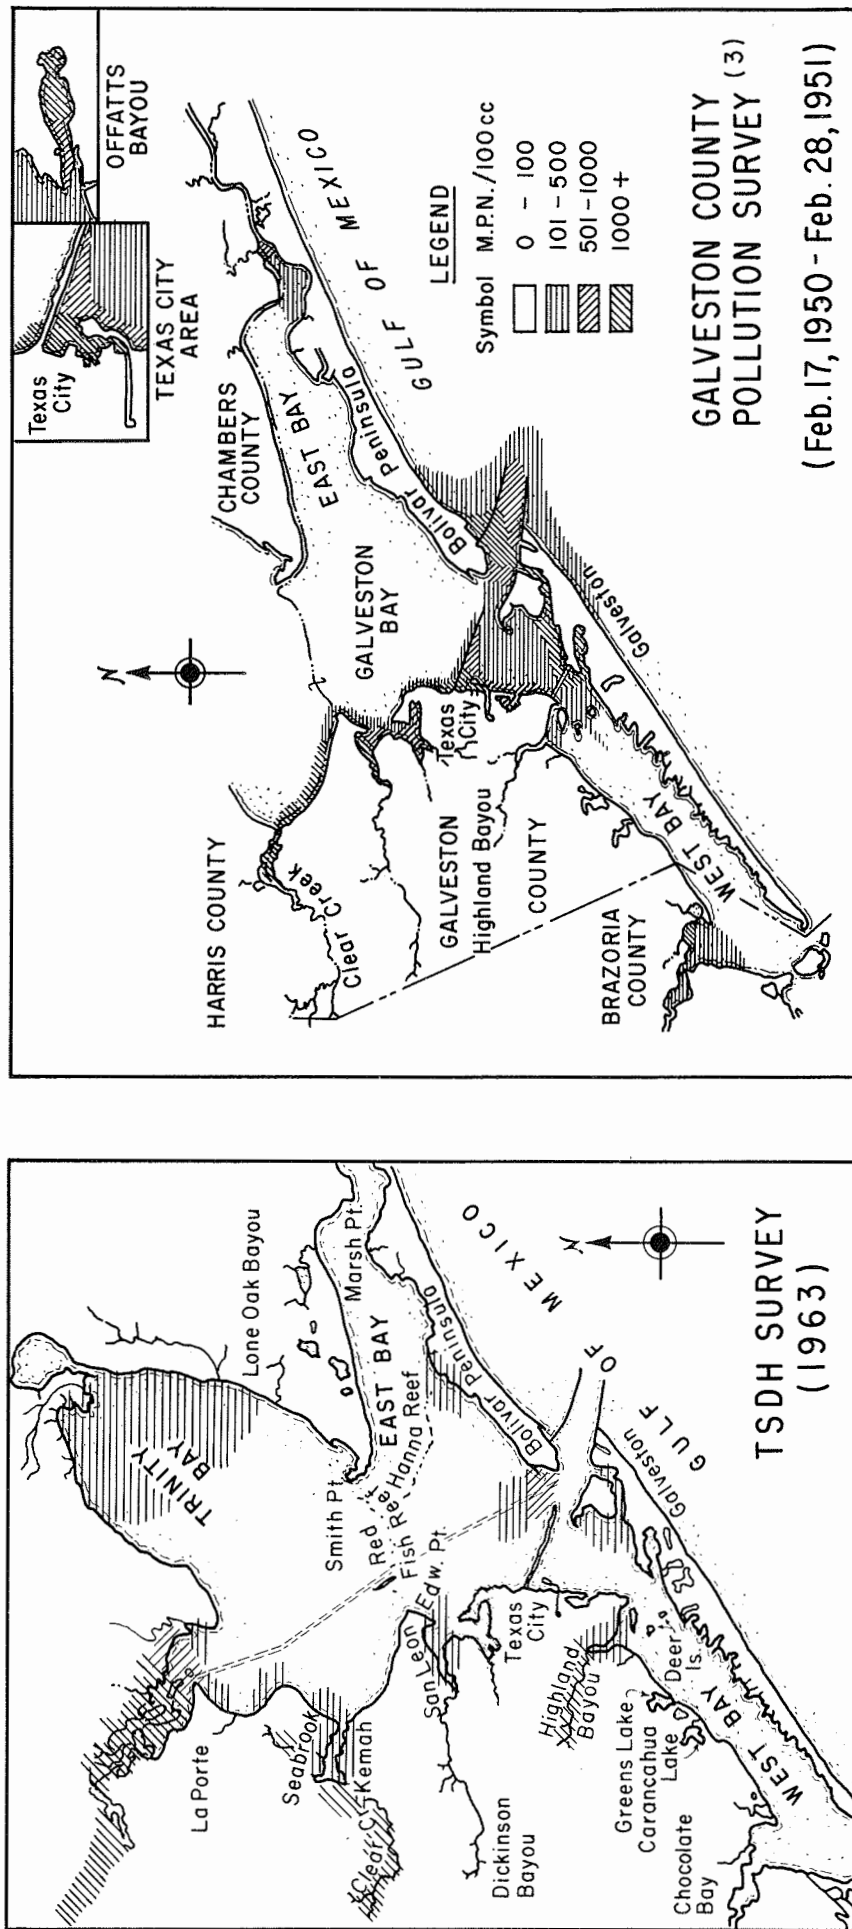 OFFATTS
BAYOU
Texas
City
TEXAS CITY
AREA
CHAMBERS
COUNTY
EAST BAY
Bolivar Peninsula
GULF OF MEXICO
GALVESTON
BAY
N
HARRIS COUNTY
Clear Creek
Texas
City
GALVESTON
Highland Bayou
COUNTY
Galveston
WEST BAY
BRAZORIA
COUNTY
LEGEND
Symbol M.P.N./100cc
0 - 100
101-500
501-1000
1000+
GALVESTON COUNTY
POLLUTION SURVEY (3)
(Feb.17,1950-Feb.28,1951)
TRINITY
BAY
Lone Oak Bayou
Smith Pt.
Marsh Pt.
EAST BAY
Hanna Reef
Red
Fish Reef
Bolivar Peninsula
La Porte
Seabrook
Kemah
Clear C.
San Leon
Edw. Pt.
Dickinson
Bayou
Texas
City
Highland
Bayou
Greens Lake
Carancahua
Lake
Deer
Is.
Chocolate
Bay
WEST BAY
Galveston
GULF OF MEXICO
N
TSDH SURVEY
(1963)